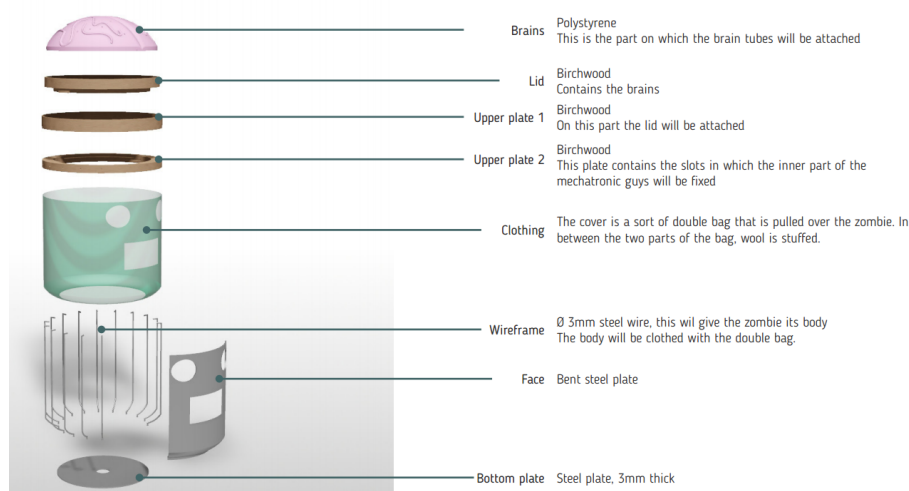 Brains
Polystyrene
This is the part on which the brain tubes will be attached
Lid
Birchwood
Contains the brains
Upper plate 1
Birchwood
On this part the lid will be attached
Upper plate 2
Birchwood
This plate contains the slots in which the inner part of the
mechatronic guys will be fixed
Clothing
The cover is a sort of double bag that is pulled over the zombie. In
between the two parts of the bag, wool is stuffed.
Wireframe
Ø 3mm steel wire, this wil give the zombie its body
The body will be clothed with the double bag.
Face
Bent steel plate
Bottom plate
Steel plate, 3mm thick